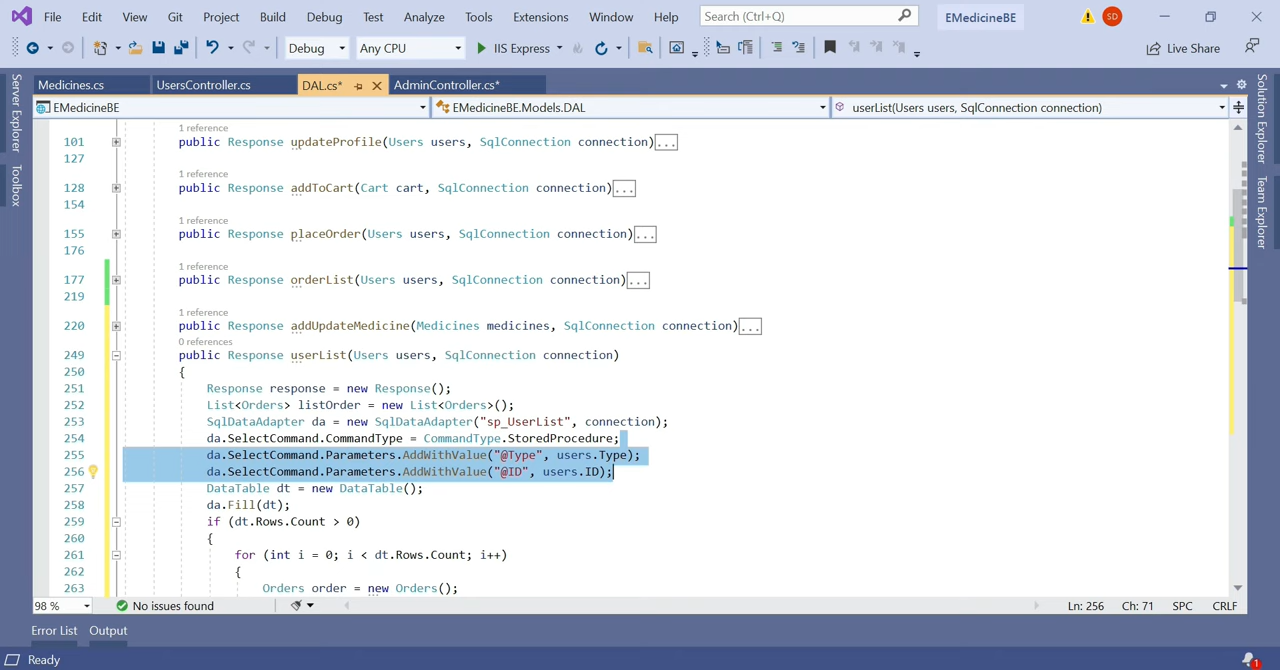 File Edit View Git Project Build Debug Test Analyze Tools Extensions Window Help Search (Ctrl+Q) EMedicineBE SD
Debug Any CPU IIS Express Live Share
Medicines.cs UsersController.cs DAL.cs* AdminController.cs*
EMedicineBE EMedicineBE.Models.DAL userList(Users users, SqlConnection connection)
Server Explorer
Toolbox
Solution Explorer
Team Explorer
1 reference
101 public Response updateProfile(Users users, SqlConnection connection)...
127
1 reference
128 public Response addToCart(Cart cart, SqlConnection connection)...
154
1 reference
155 public Response placeOrder(Users users, SqlConnection connection)...
176
1 reference
177 public Response orderList(Users users, SqlConnection connection)...
219
1 reference
220 public Response addUpdateMedicine(Medicines medicines, SqlConnection connection)...
0 references
249 public Response userList(Users users, SqlConnection connection)
250 {
251 Response response = new Response();
252 List<Orders> listOrder = new List<Orders>();
253 SqlDataAdapter da = new SqlDataAdapter("sp_UserList", connection);
254 da.SelectCommand.CommandType = CommandType.StoredProcedure;
255 da.SelectCommand.Parameters.AddWithValue("@Type", users.Type);
256 da.SelectCommand.Parameters.AddWithValue("@ID", users.ID);
257 DataTable dt = new DataTable();
258 da.Fill(dt);
259 if (dt.Rows.Count > 0)
260 {
261 for (int i = 0; i < dt.Rows.Count; i++)
262 {
263 Orders order = new Orders();
98 % No issues found Ln: 256 Ch: 71 SPC CRLF
Error List Output
Ready 1